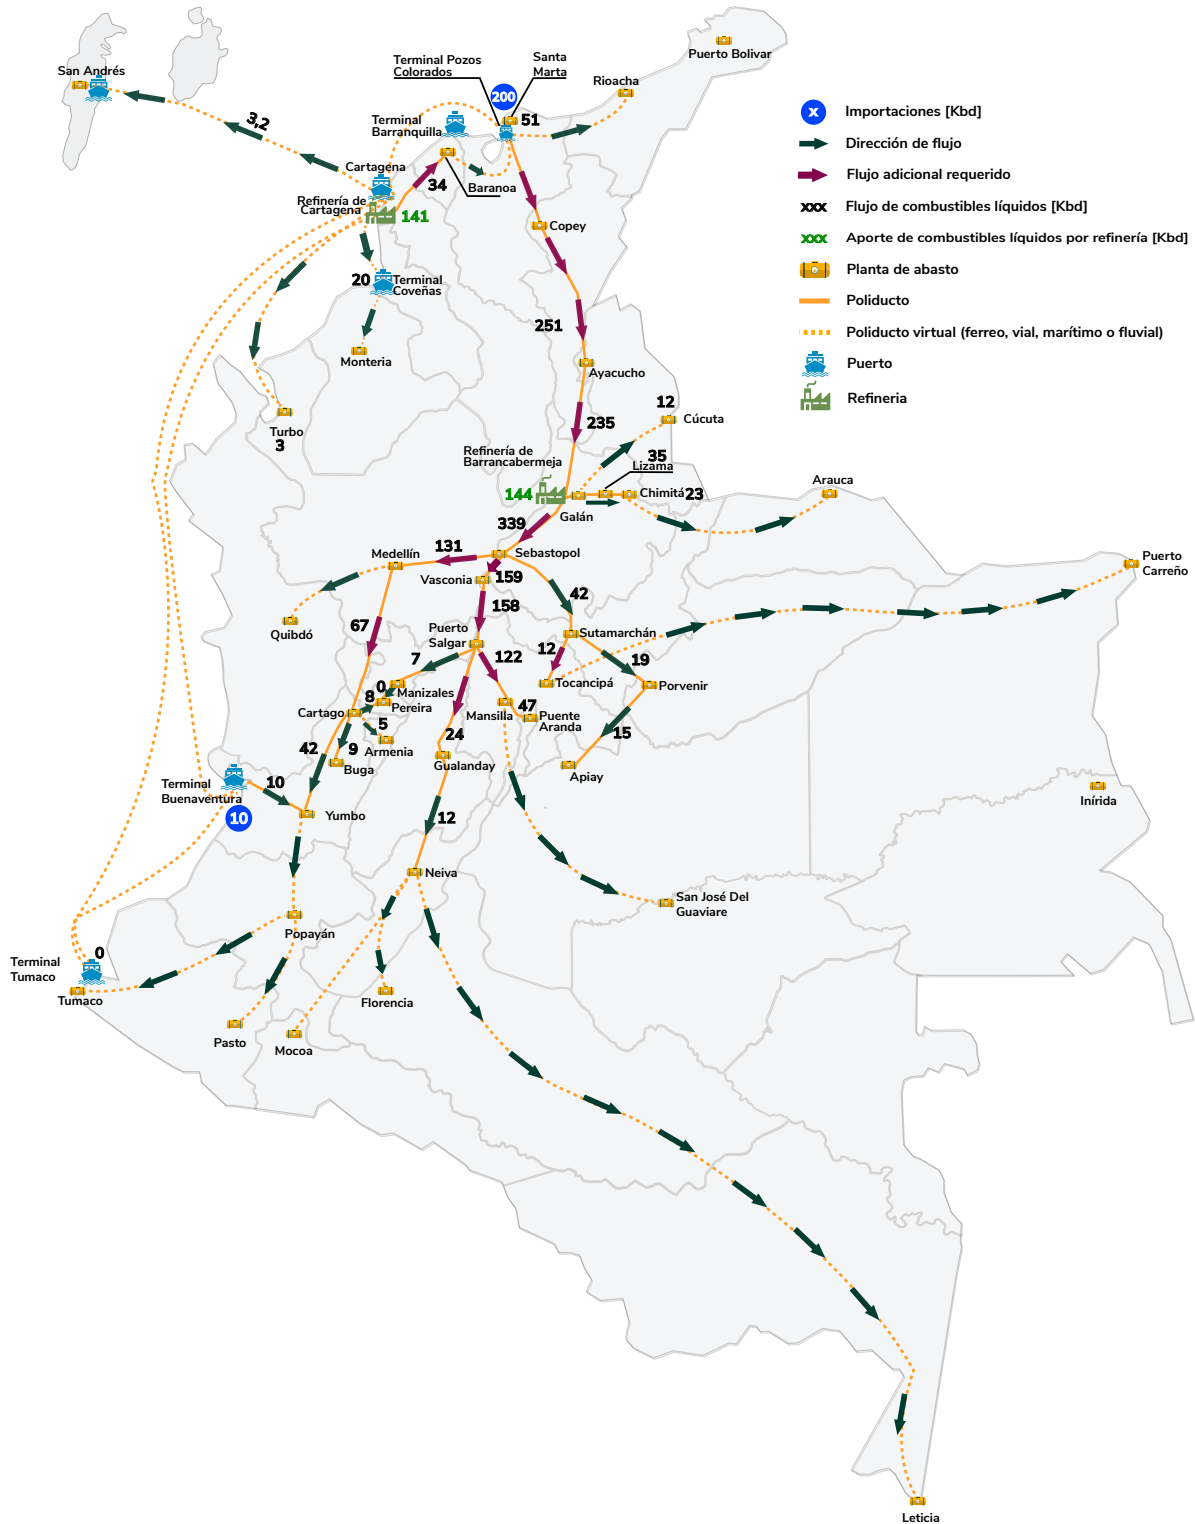 San Andrés
3,2
Terminal Pozos
Colorados
Santa
Marta
200
51
Rioacha
Puerto Bolivar
Terminal
Barranquilla
Cartagena
34
Baranoa
Refinería de
Cartagena
141
Copey
20
Terminal
Coveñas
251
Monteria
Ayacucho
Turbo
3
235
12
Cúcuta
Refinería de
Barrancabermeja
35
Lizama
144
Chimitá
23
Arauca
Galán
339
Sebastopol
Medellín
131
Vasconia
159
Puerto
Carreño
158
42
Quibdó
67
Puerto
Salgar
Sutamarchán
7
122
12
19
0
Manizales
Tocancipá
Porvenir
8
Pereira
Cartago
5
Mansilla
47
Puente
Aranda
42
9
Armenia
24
15
Buga
Gualanday
Apiay
Terminal
Buenaventura
10
10
Yumbo
12
Inírida
Neiva
San José Del
Guaviare
Popayán
0
Terminal
Tumaco
Tumaco
Florencia
Pasto
Mocoa
Leticia
x
Importaciones [Kbd]
Dirección de flujo
Flujo adicional requerido
xxx
Flujo de combustibles líquidos [Kbd]
xxx
Aporte de combustibles líquidos por refinería [Kbd]
Planta de abasto
Poliducto
Poliducto virtual (ferreo, vial, marítimo o fluvial)
Puerto
Refineria